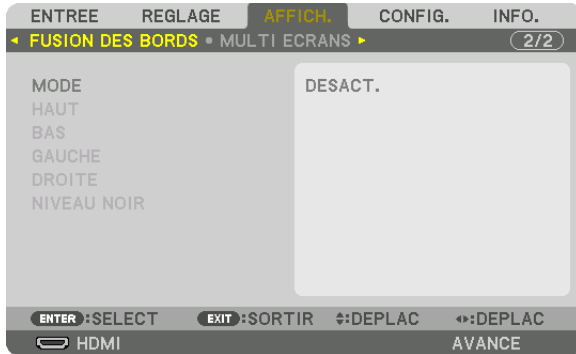 ENTREE REGLAGE AFFICH. CONFIG. INFO.
◂ FUSION DES BORDS • MULTI ECRANS ▸ 2/2
MODE DESACT.
HAUT
BAS
GAUCHE
DROITE
NIVEAU NOIR
ENTER :SELECT EXIT :SORTIR :DEPLAC :DEPLAC
HDMI AVANCE